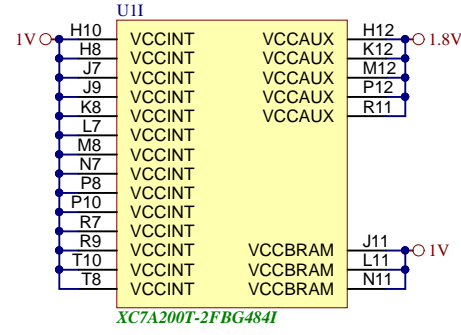 U1I
1V H10 VCCINT VCCAUX H12 1.8V
H8 VCCINT VCCAUX K12
J7 VCCINT VCCAUX M12
J9 VCCINT VCCAUX P12
K8 VCCINT VCCAUX R11
L7 VCCINT
M8 VCCINT
N7 VCCINT
P8 VCCINT
P10 VCCINT
R7 VCCINT
R9 VCCINT VCCBRAM J11 1V
T10 VCCINT VCCBRAM L11
T8 VCCINT VCCBRAM N11
XC7A200T-2FBG484I